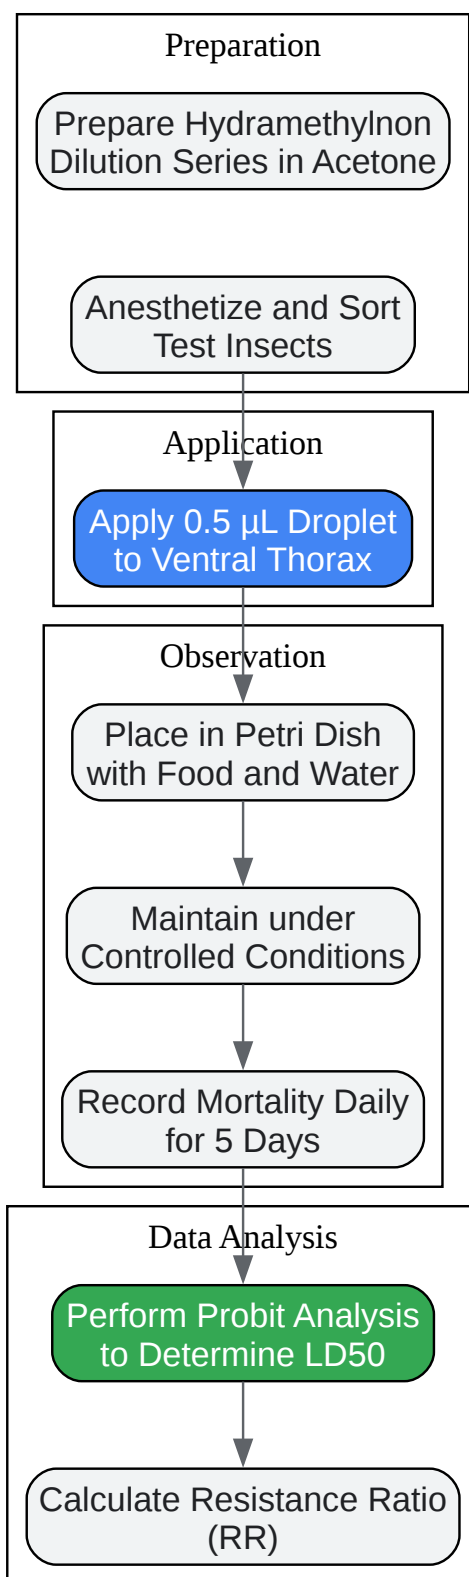 Preparation
Prepare Hydramethylnon
Dilution Series in Acetone
Anesthetize and Sort
Test Insects
Application
Apply 0.5 µL Droplet
to Ventral Thorax
Observation
Place in Petri Dish
with Food and Water
Maintain under
Controlled Conditions
Record Mortality Daily
for 5 Days
Data Analysis
Perform Probit Analysis
to Determine LD50
Calculate Resistance Ratio
(RR)